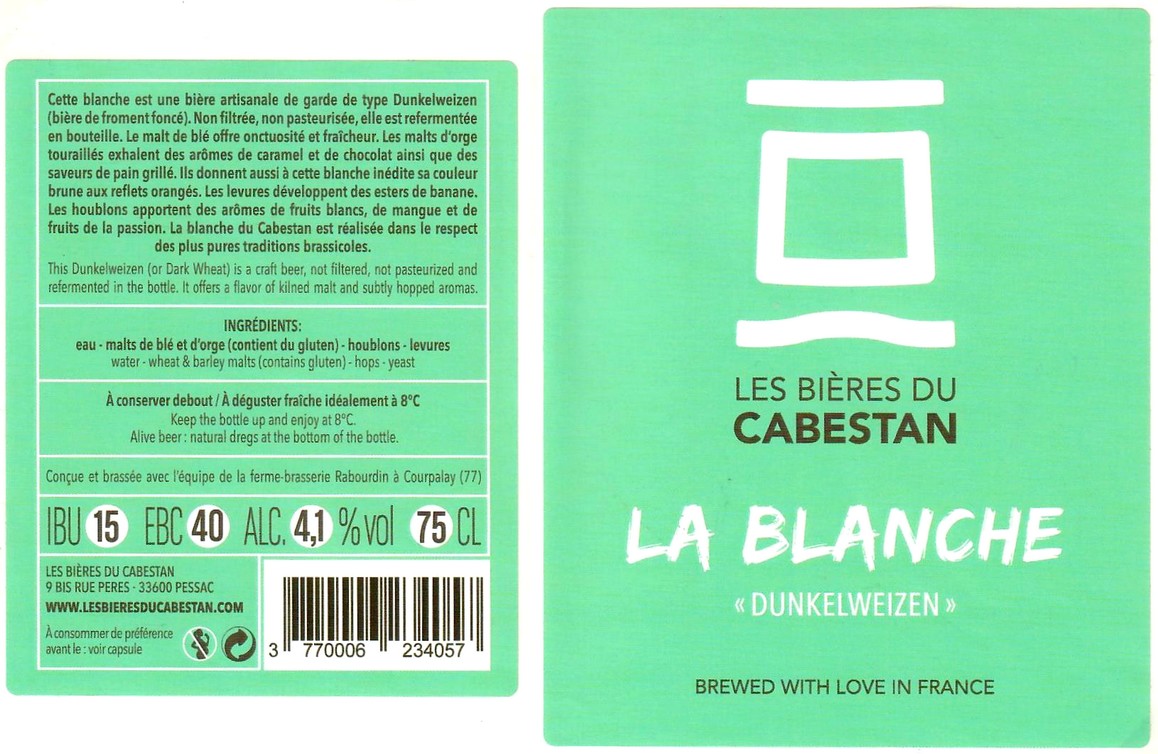 Cette blanche est une bière artisanale de garde de type Dunkelweizen
(bière de froment foncé). Non filtrée, non pasteurisée, elle est refermentée
en bouteille. Le malt de blé offre onctuosité et fraîcheur. Les malts d'orge
touraillés exhalent des arômes de caramel et de chocolat ainsi que des
saveurs de pain grillé. Ils donnent aussi à cette blanche inédite sa couleur
brune aux reflets orangés. Les levures développent des esters de banane.
Les houblons apportent des arômes de fruits blancs, de mangue et de
fruits de la passion. La blanche du Cabestan est réalisée dans le respect
des plus pures traditions brassicoles.
This Dunkelweizen (or Dark Wheat) is a craft beer, not filtered, not pasteurized and
refermented in the bottle. It offers a flavor of kilned malt and subtly hopped aromas.
INGRÉDIENTS:
eau - malts de blé et d'orge (contient du gluten) - houblons - levures
water - wheat & barley malts (contains gluten) - hops - yeast
À conserver debout / À déguster fraîche idéalement à 8°C
Keep the bottle up and enjoy at 8°C.
Alive beer : natural dregs at the bottom of the bottle.
Conçue et brassée avec l'équipe de la ferme-brasserie Rabourdin à Courpalay (77)
IBU 15 EBC 40 ALC. 4,1 % vol 75 CL
LES BIÈRES DU CABESTAN
9 BIS RUE PERES - 33600 PESSAC
WWW.LESBIERESDUCABESTAN.COM
À consommer de préférence
avant le : voir capsule
3 770006 234057
LES BIÈRES DU
CABESTAN
LA BLANCHE
« DUNKELWEIZEN »
BREWED WITH LOVE IN FRANCE